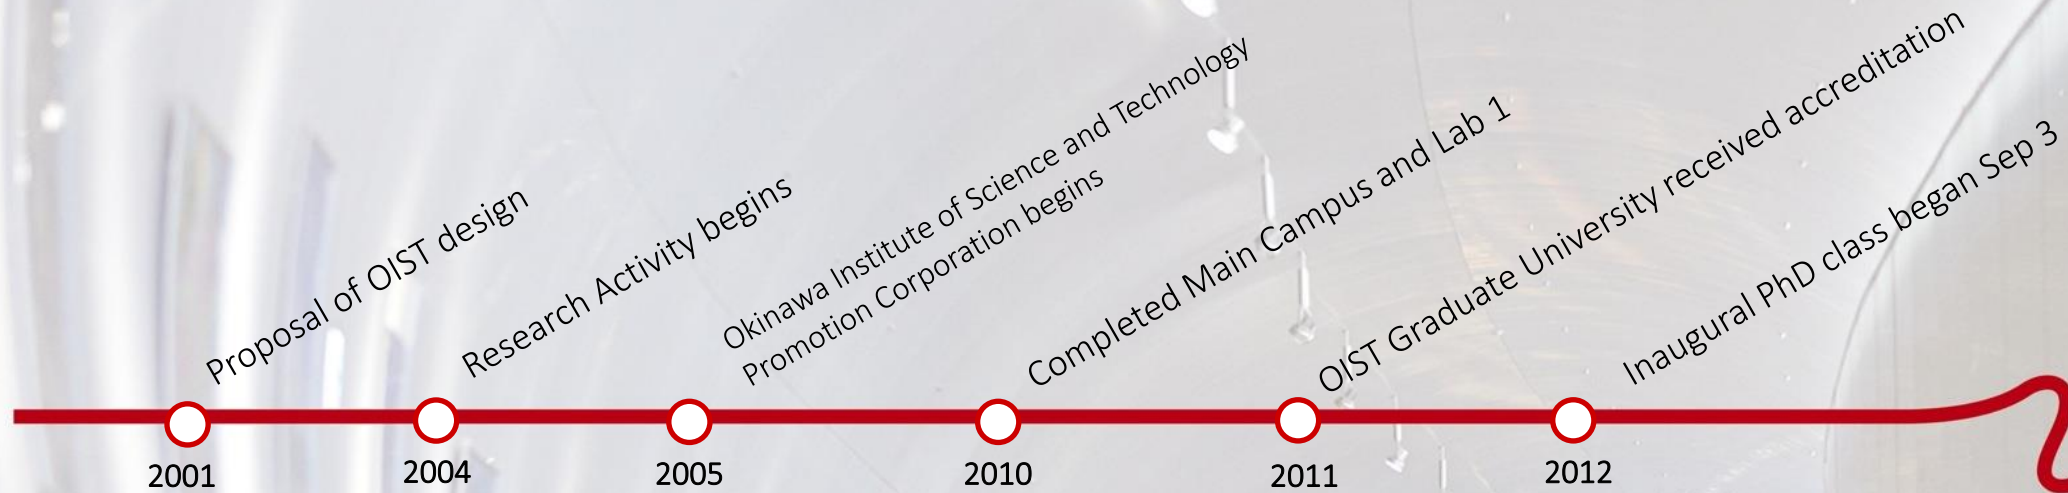 Proposal of OIST design
Research Activity begins
Okinawa Institute of Science and Technology
Promotion Corporation begins
Completed Main Campus and Lab 1
OIST Graduate University received accreditation
Inaugural PhD class began Sep 3
2001
2004
2005
2010
2011
2012